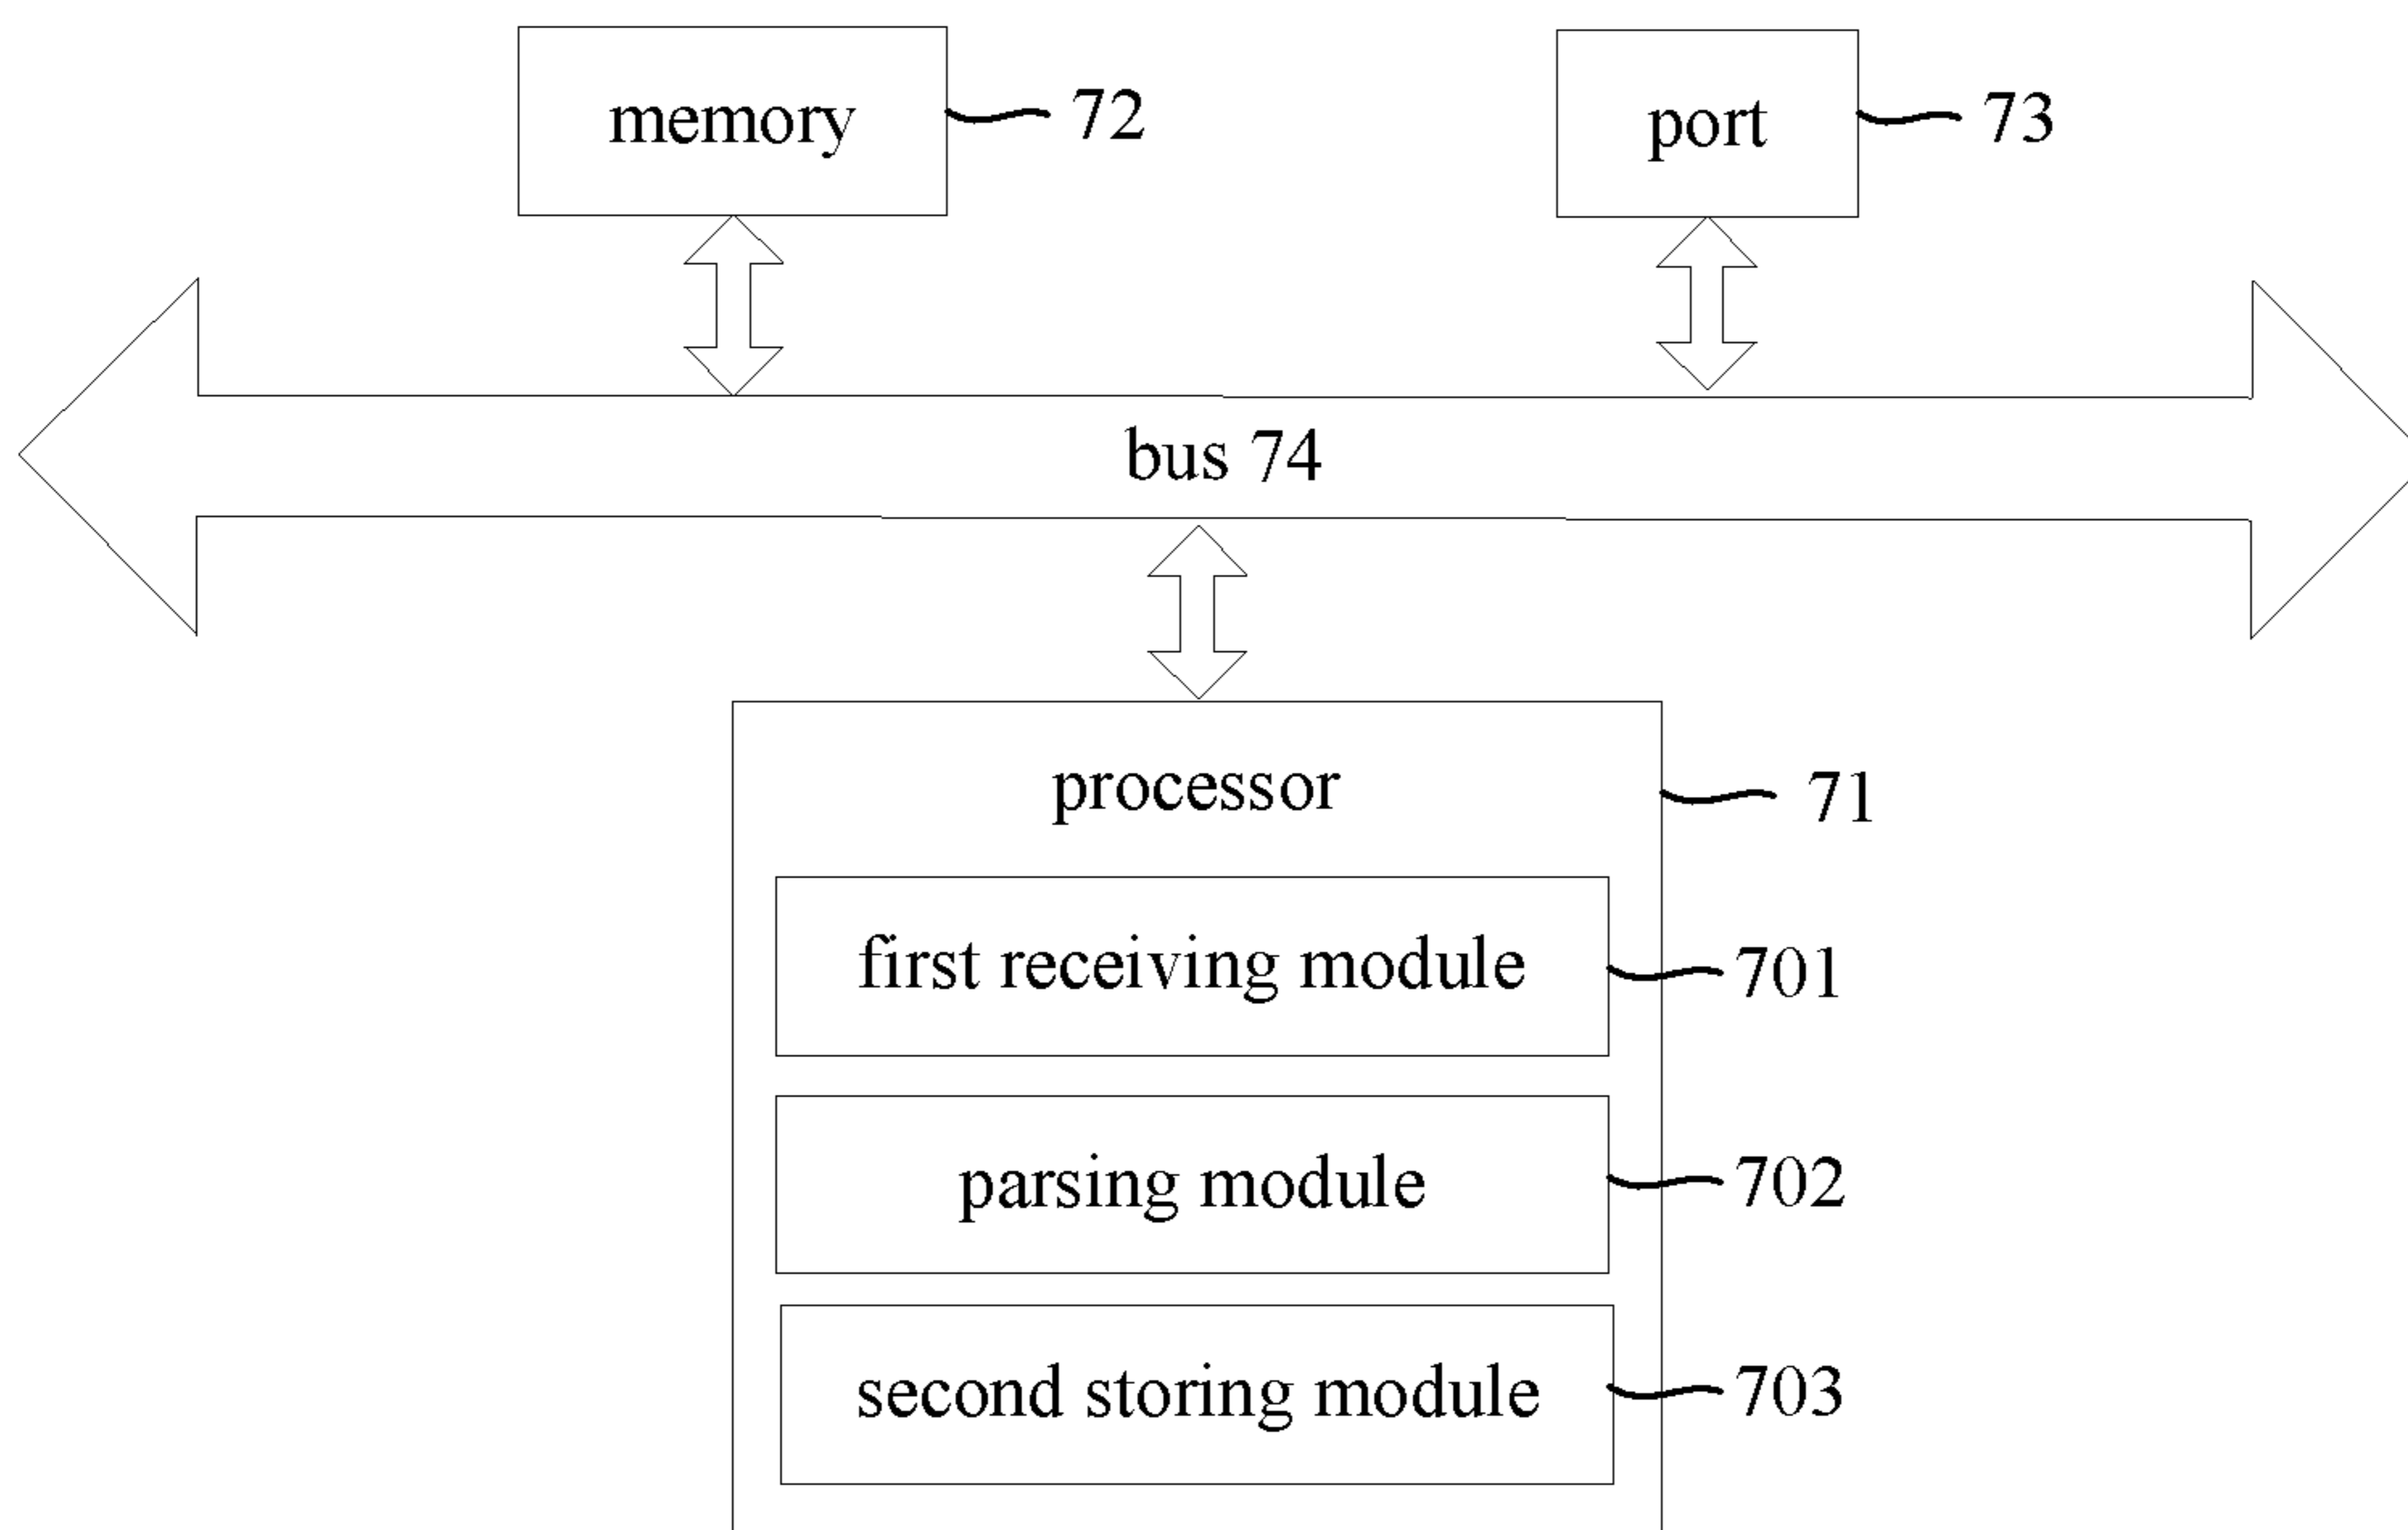 memory 72
port 73
bus 74
processor 71
first receiving module 701
parsing module 702
second storing module 703